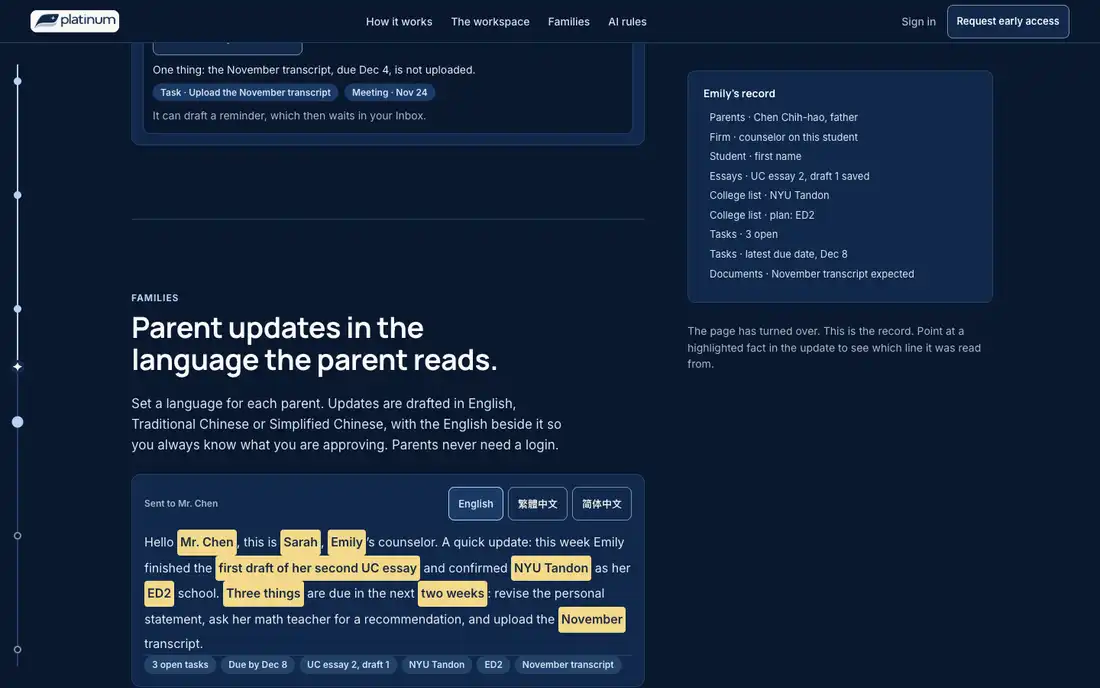 platinum
How it works The workspace Families AI rules
Sign in Request early access
One thing: the November transcript, due Dec 4, is not uploaded.
Task · Upload the November transcript Meeting · Nov 24
It can draft a reminder, which then waits in your Inbox.
FAMILIES
Parent updates in the
language the parent reads.
Set a language for each parent. Updates are drafted in English,
Traditional Chinese or Simplified Chinese, with the English beside it so
you always know what you are approving. Parents never need a login.
Sent to Mr. Chen English 繁體中文 简体中文
Hello Mr. Chen, this is Sarah, Emily’s counselor. A quick update: this week Emily
finished the first draft of her second UC essay and confirmed NYU Tandon as her
ED2 school. Three things are due in the next two weeks: revise the personal
statement, ask her math teacher for a recommendation, and upload the November
transcript.
3 open tasks Due by Dec 8 UC essay 2, draft 1 NYU Tandon ED2 November transcript
Emily’s record
Parents · Chen Chih-hao, father
Firm · counselor on this student
Student · first name
Essays · UC essay 2, draft 1 saved
College list · NYU Tandon
College list · plan: ED2
Tasks · 3 open
Tasks · latest due date, Dec 8
Documents · November transcript expected
The page has turned over. This is the record. Point at a
highlighted fact in the update to see which line it was read
from.